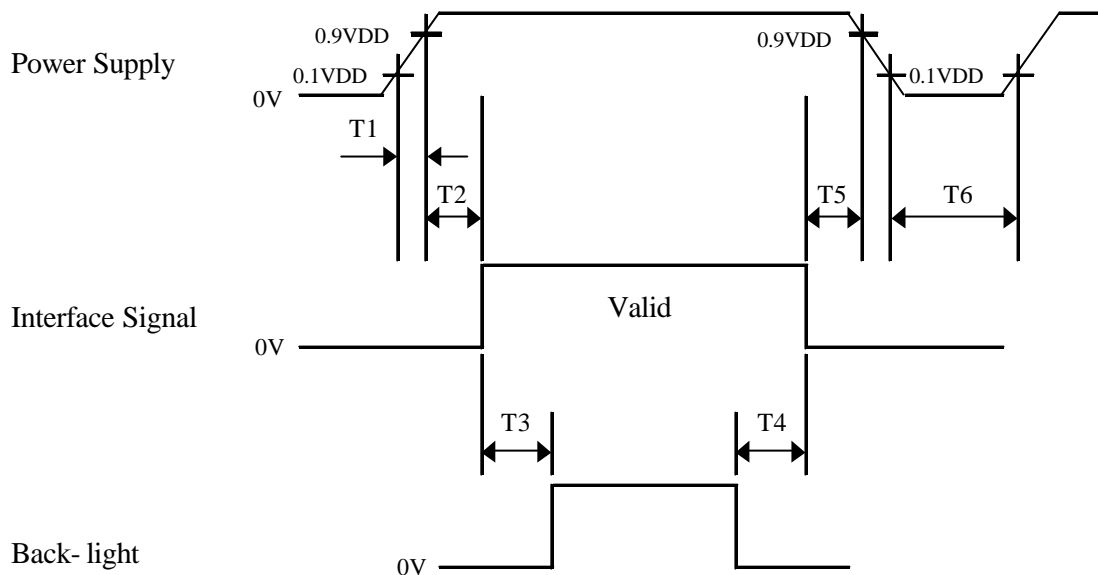 0.9VDD
0.9VDD
Power Supply
0.1VDD
0.1VDD
0V
T1
T2
T5
T6
Valid
Interface Signal
0V
T3
T4
Back- light
0V